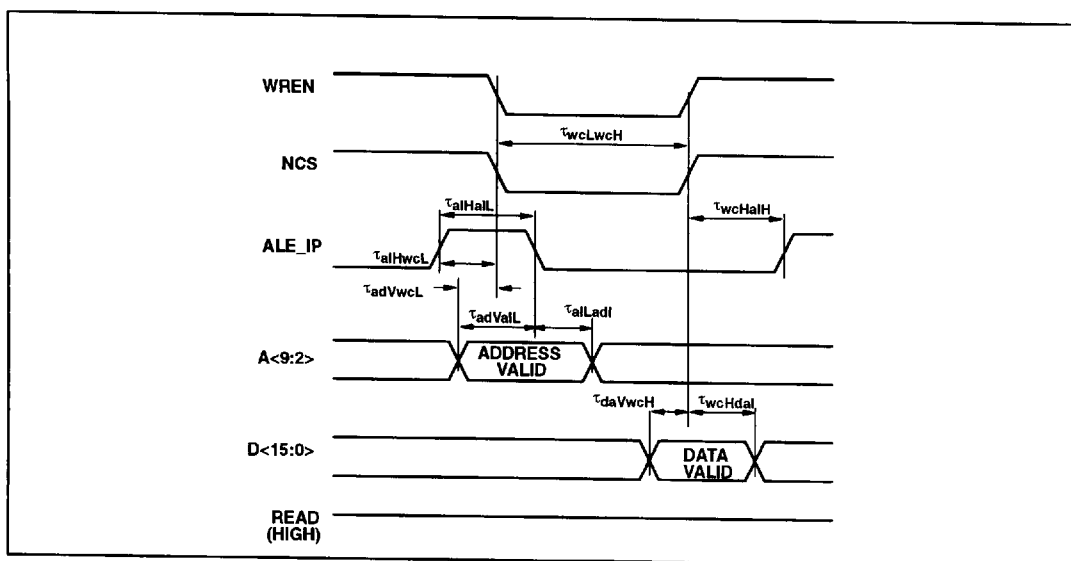 WREN
τwcLwcH
NCS
τalHalL
τwcHalH
ALE_IP
τalHwcL
τadVwcL
τadValL
τalLadI
A<9:2>
ADDRESS
VALID
τdaVwcH
τwcHdaI
D<15:0>
DATA
VALID
READ
(HIGH)